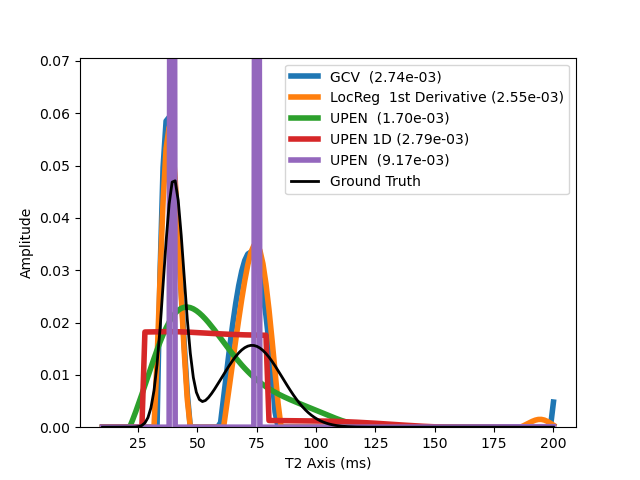 0.07
0.06
0.05
0.04
0.03
0.02
0.01
0.00
Amplitude
GCV (2.74e-03)
LocReg 1st Derivative (2.55e-03)
UPEN (1.70e-03)
UPEN 1D (2.79e-03)
UPEN (9.17e-03)
Ground Truth
25 50 75 100 125 150 175 200
T2 Axis (ms)